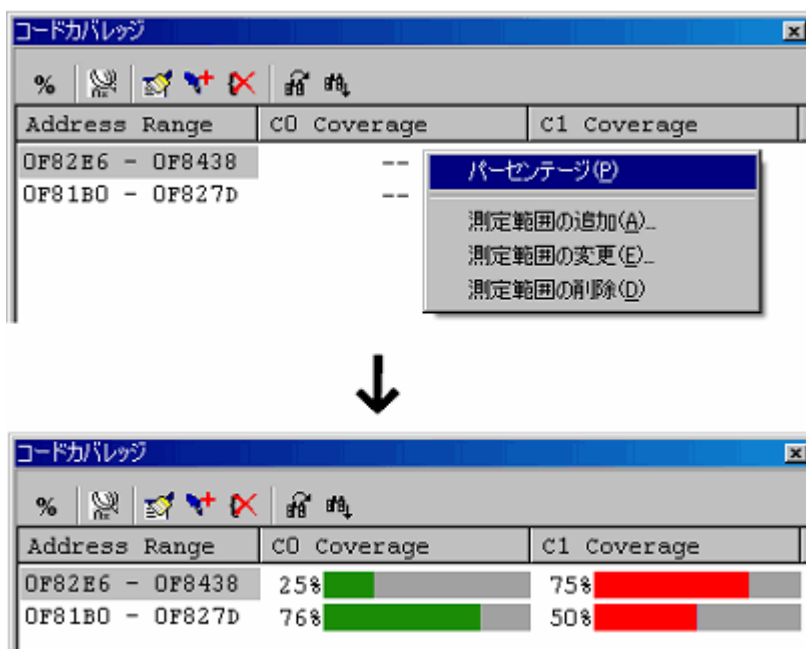 コードカバレッジ
%
Address Range C0 Coverage C1 Coverage
0F82E6 - 0F8438 --
0F81B0 - 0F827D --
パーセンテージ(P)
測定範囲の追加(A)...
測定範囲の変更(E)...
測定範囲の削除(D)
コードカバレッジ
%
Address Range C0 Coverage C1 Coverage
0F82E6 - 0F8438 25% 75%
0F81B0 - 0F827D 76% 50%